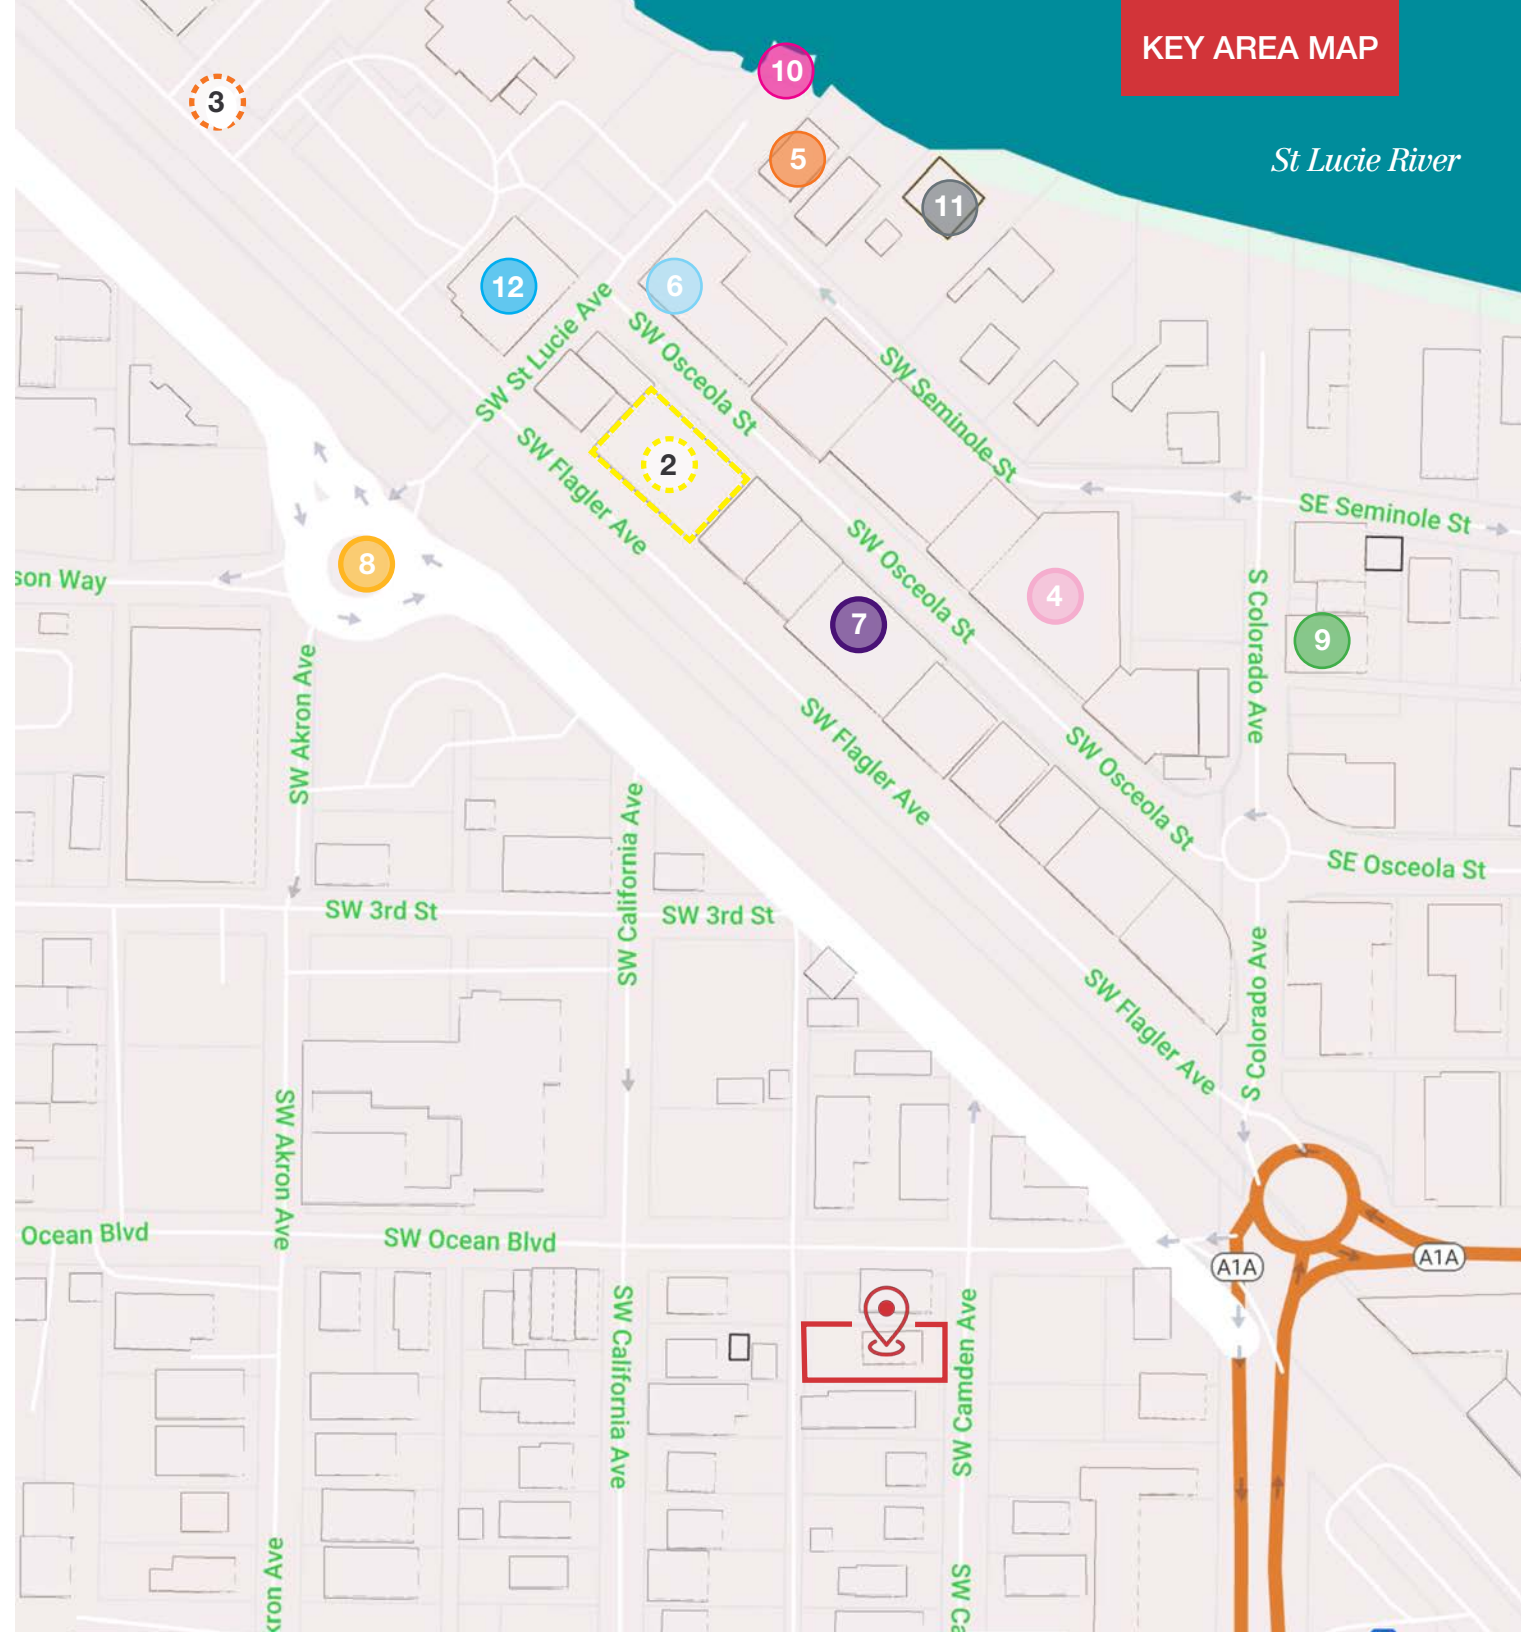 KEY AREA MAP
10
3
St Lucie River
5
11
12
6
SW St Lucie Ave
SW Osceola St
SW Seminole St
SW Flagler Ave
2
SE Seminole St
SW Osceola St
8
son Way
4
7
S Colorado Ave
9
SW Akron Ave
SW Flagler Ave
SW Osceola St
SW California Ave
SE Osceola St
SW 3rd St
SW 3rd St
SW Flagler Ave
S Colorado Ave
SW Akron Ave
Ocean Blvd
SW Ocean Blvd
A1A
A1A
SW California Ave
SW Camden Ave
kron Ave
SW Ca